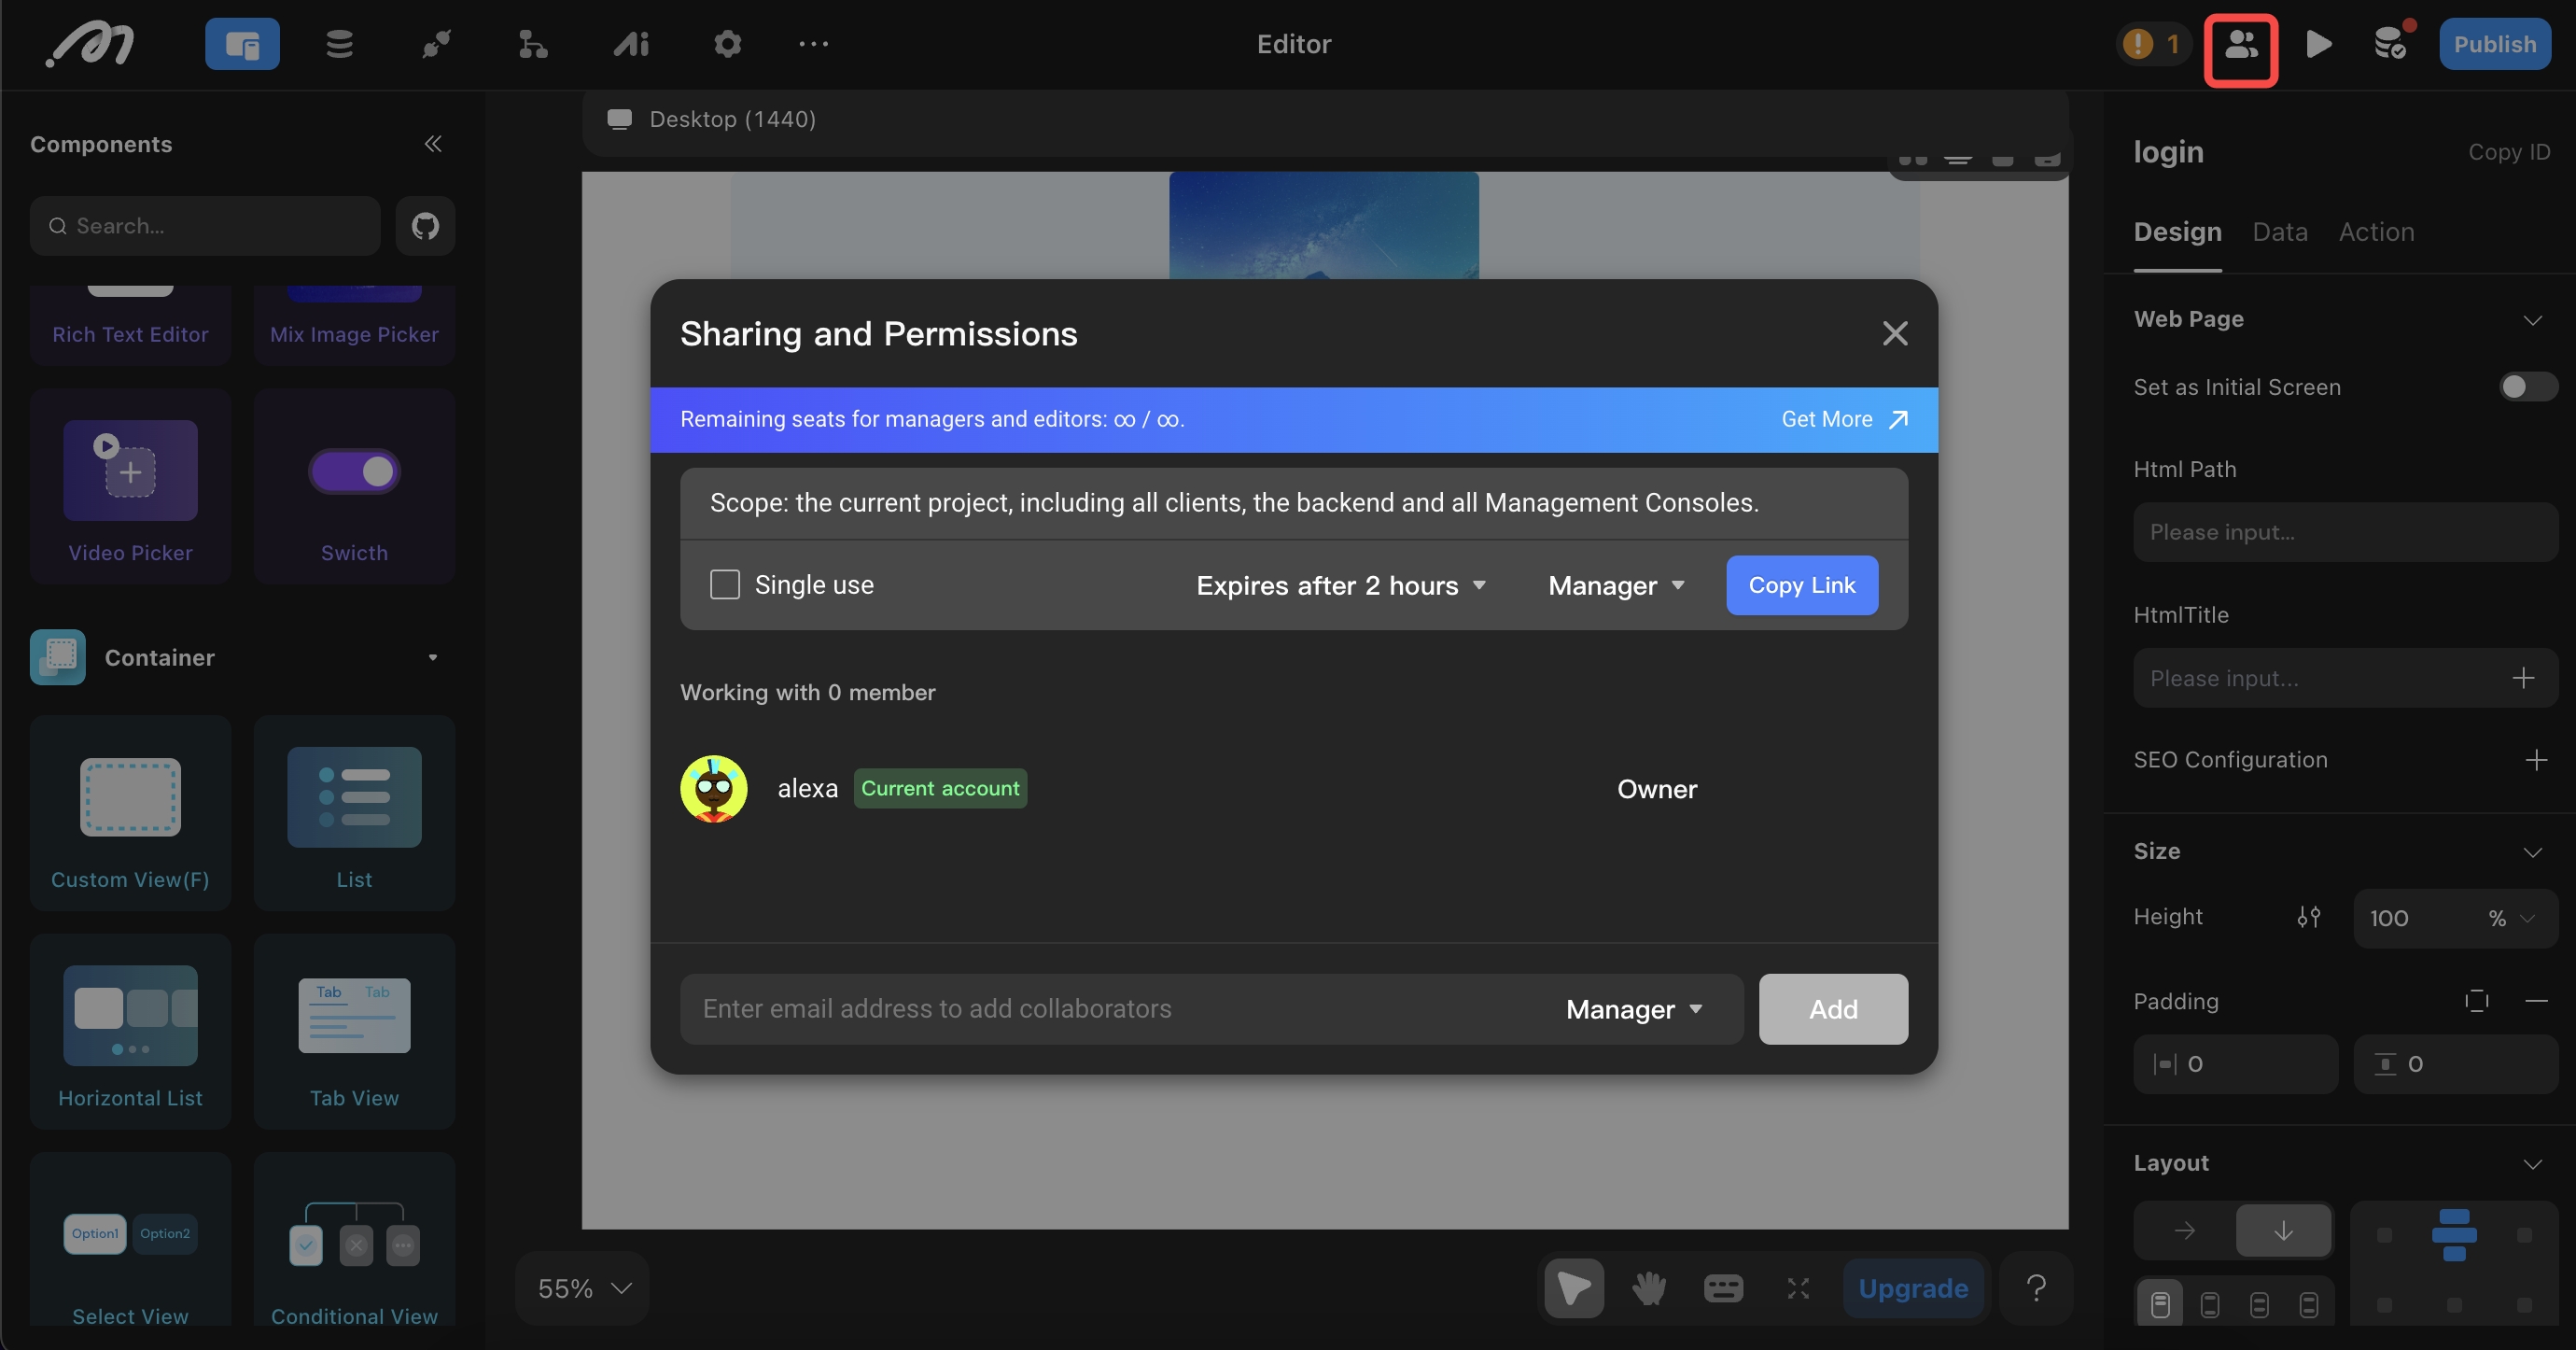 Editor
1
Publish
Components
Search...
Rich Text Editor
Mix Image Picker
Video Picker
Swicth
Container
Custom View(F)
List
Tab
Tab
Horizontal List
Tab View
Option1
Option2
Select View
Conditional View
Desktop (1440)
Sharing and Permissions
Remaining seats for managers and editors: ∞ / ∞.
Get More
Scope: the current project, including all clients, the backend and all Management Consoles.
Single use
Expires after 2 hours
Manager
Copy Link
Working with 0 member
alexa
Current account
Owner
Enter email address to add collaborators
Manager
Add
55%
Upgrade
?
login
Copy ID
Design
Data
Action
Web Page
Set as Initial Screen
Html Path
Please input...
HtmlTitle
Please input...
SEO Configuration
Size
Height
100
%
Padding
0
0
Layout